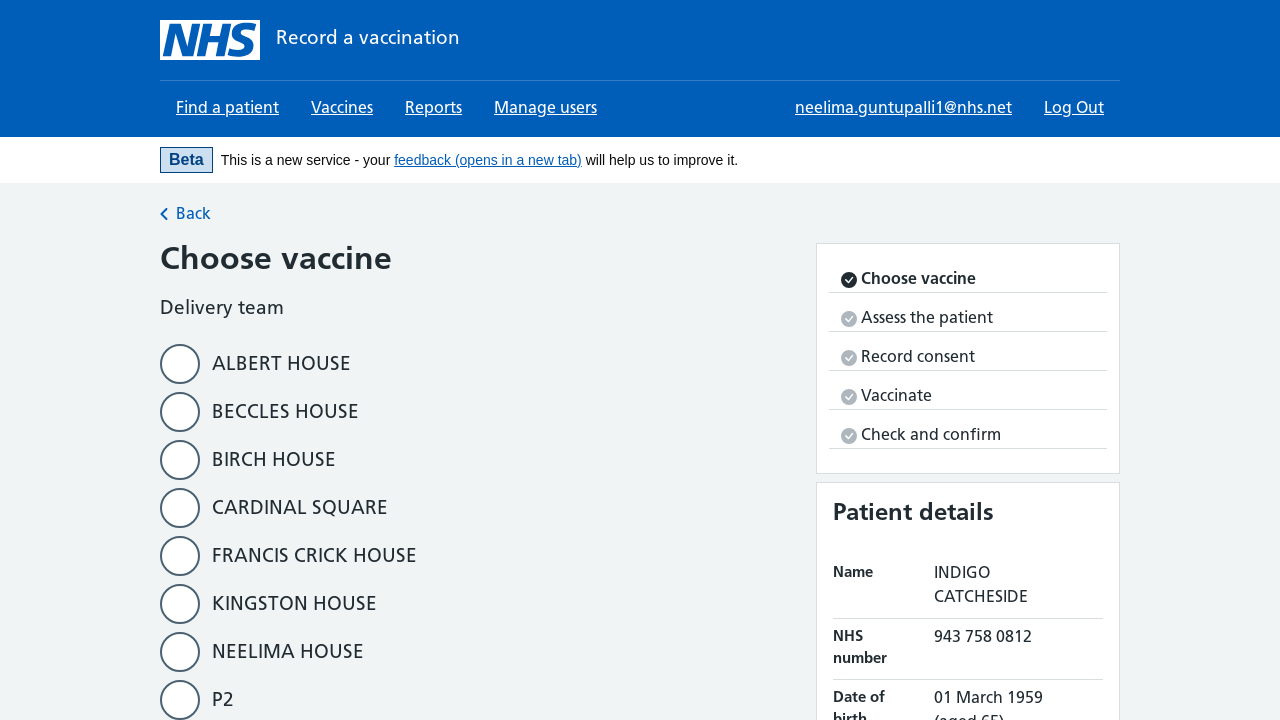 NHS Record a vaccination
Find a patient Vaccines Reports Manage users neelima.guntupalli1@nhs.net Log Out
Beta This is a new service - your feedback (opens in a new tab) will help us to improve it.
Back
Choose vaccine
Delivery team
ALBERT HOUSE
BECCLES HOUSE
BIRCH HOUSE
CARDINAL SQUARE
FRANCIS CRICK HOUSE
KINGSTON HOUSE
NEELIMA HOUSE
P2
Choose vaccine
Assess the patient
Record consent
Vaccinate
Check and confirm
Patient details
Name INDIGO
CATCHESIDE
NHS 943 758 0812
number
Date of 01 March 1959
birth (aged 65)